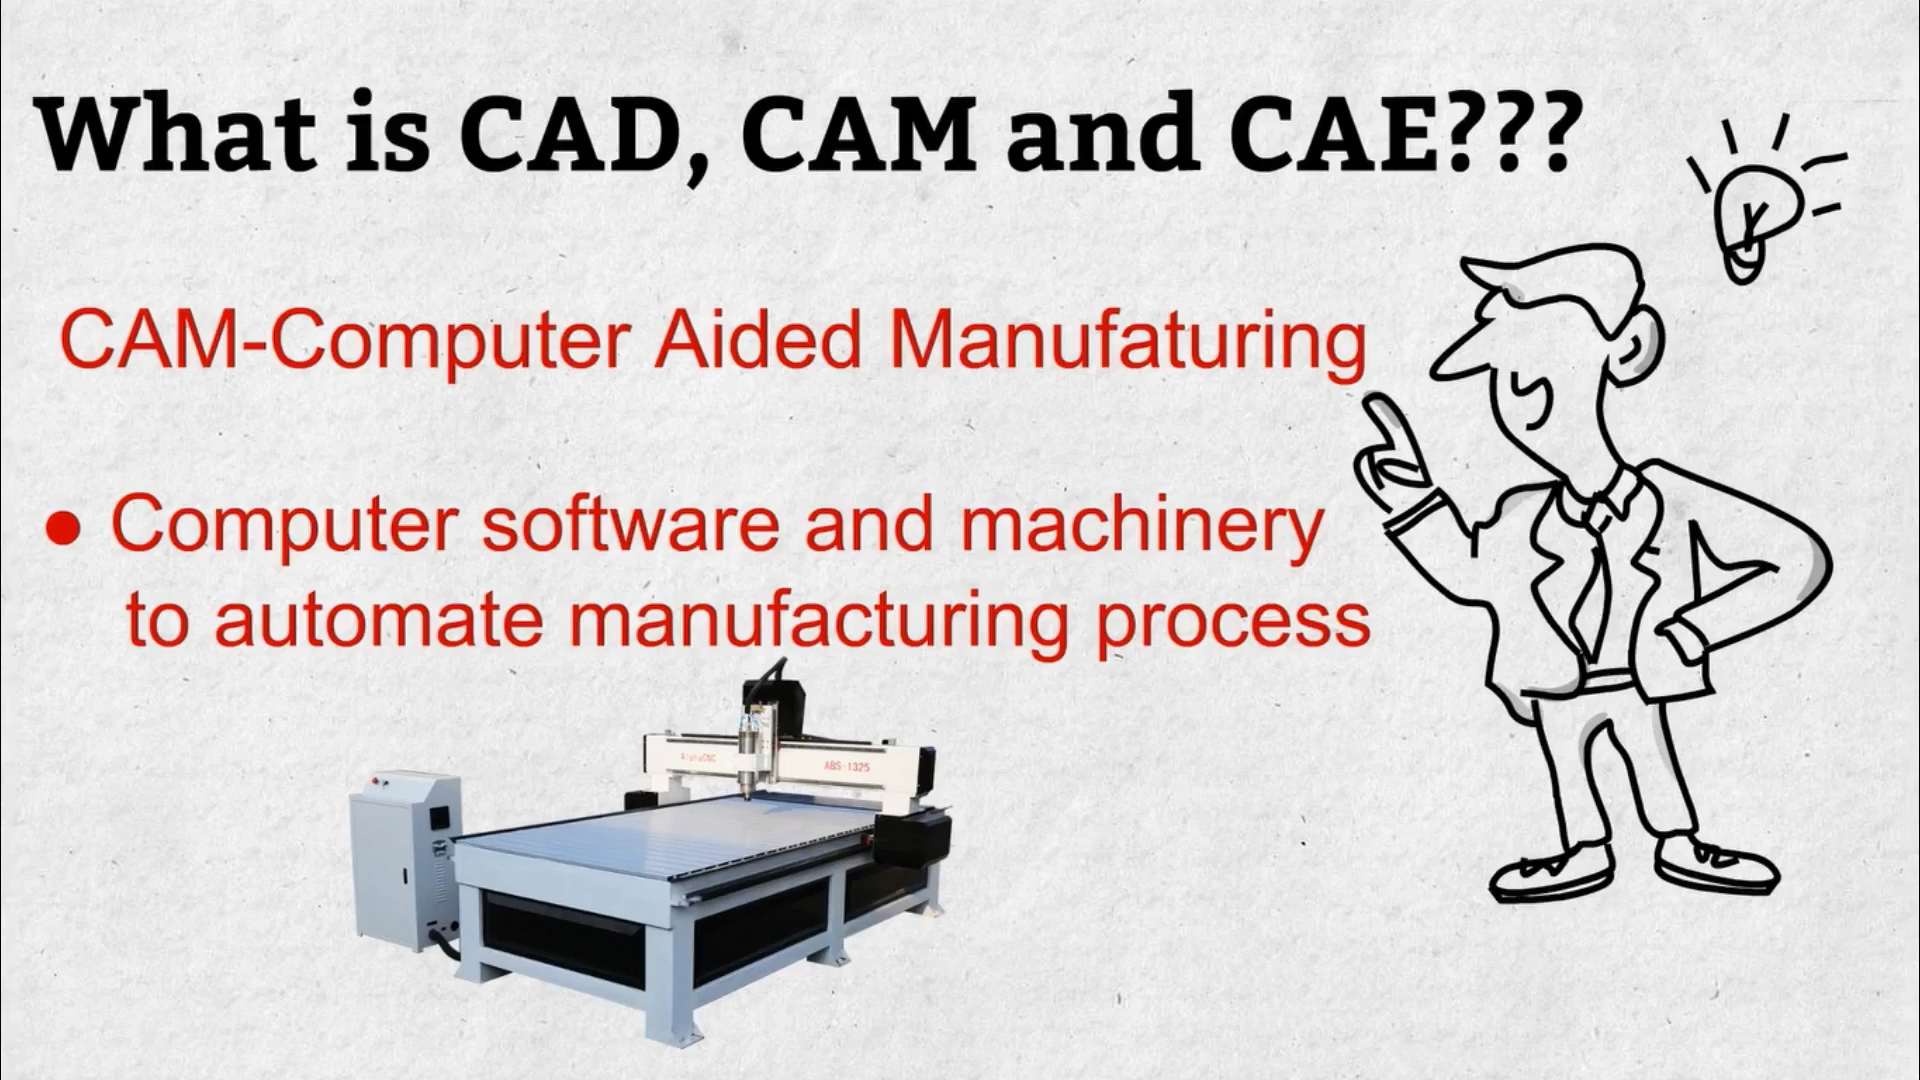 What is CAD, CAM and CAE???
CAM-Computer Aided Manufaturing
● Computer software and machinery
to automate manufacturing process
AlphaCNC
ABS-1325